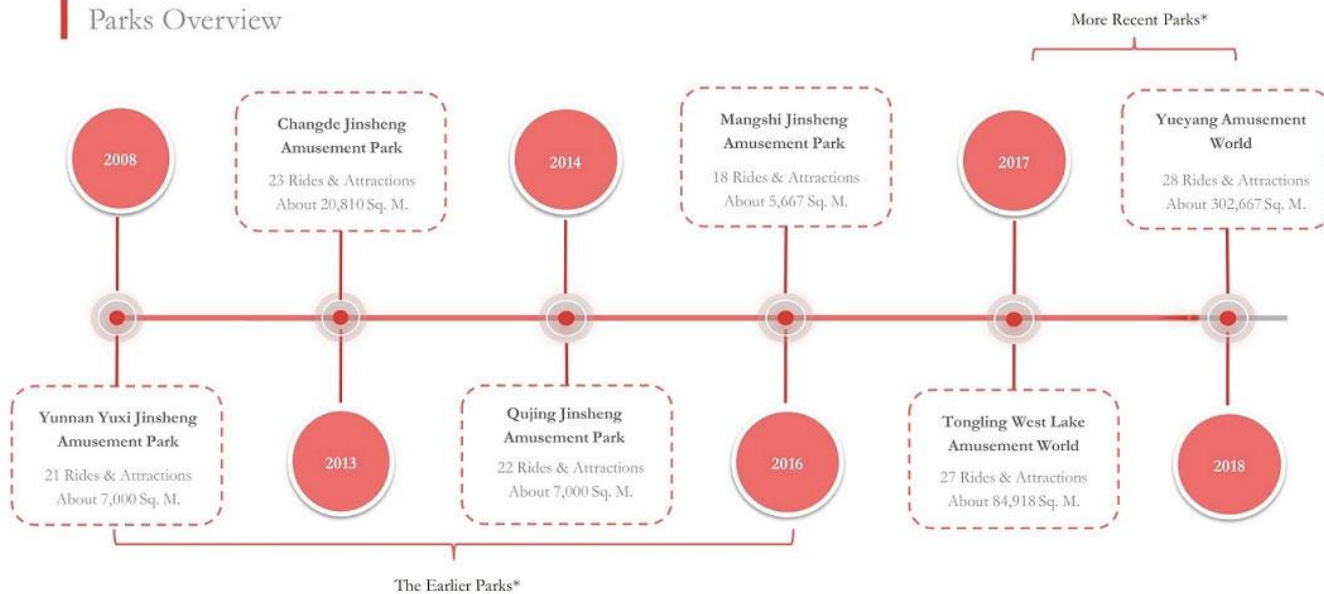 Parks Overview
More Recent Parks*
2008
Changde Jinsheng
Amusement Park
23 Rides & Attractions
About 20,810 Sq. M.
2014
Mangshi Jinsheng
Amusement Park
18 Rides & Attractions
About 5,667 Sq. M.
2017
Yueyang Amusement
World
28 Rides & Attractions
About 302,667 Sq. M.
Yunnan Yuxi Jinsheng
Amusement Park
21 Rides & Attractions
About 7,000 Sq. M.
2013
Qujing Jinsheng
Amusement Park
22 Rides & Attractions
About 7,000 Sq. M.
2016
Tongling West Lake
Amusement World
27 Rides & Attractions
About 84,918 Sq. M.
2018
The Earlier Parks*